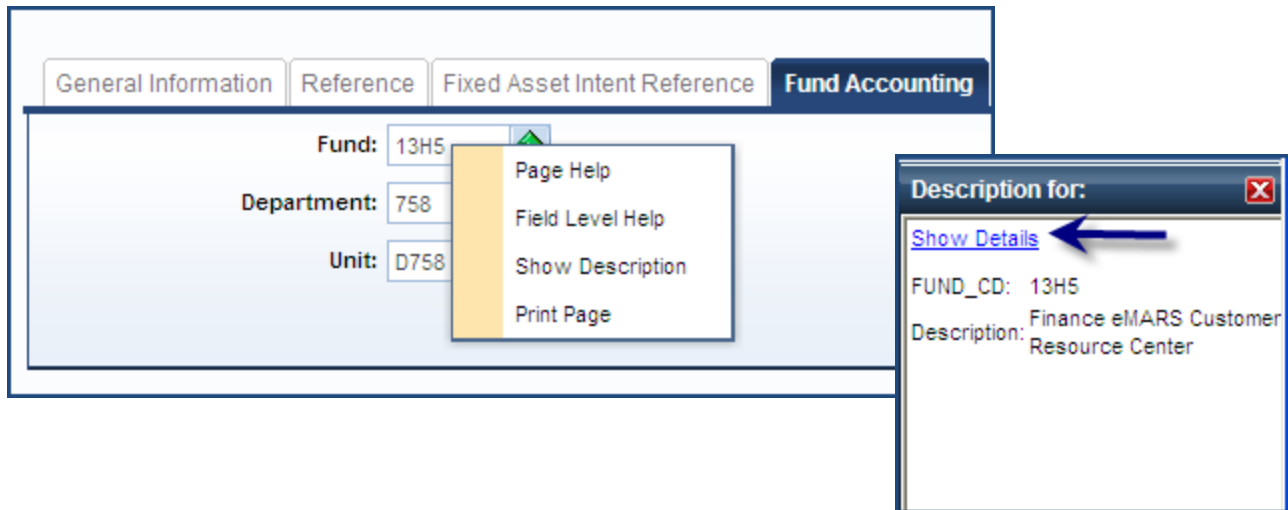 General Information Reference Fixed Asset Intent Reference Fund Accounting
Fund: 13H5
Department: 758
Unit: D758
Page Help
Field Level Help
Show Description
Print Page
Description for:
Show Details
FUND_CD: 13H5
Description: Finance eMARS Customer
Resource Center